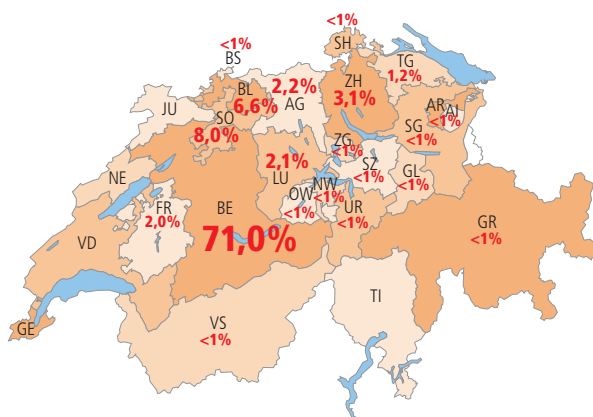 <1%
SH
<1%
BS
TG
1,2%
ZH
3,1%
2,2%
AG
BL
6,6%
JU
SO
8,0%
AR
AI
<1%
SG
<1%
ZG
<1%
SZ
<1%
GL
<1%
2,1%
LU
NW
<1%
OW
<1%
UR
<1%
NE
FR
2,0%
BE
71,0%
GR
<1%
VD
TI
VS
<1%
GE